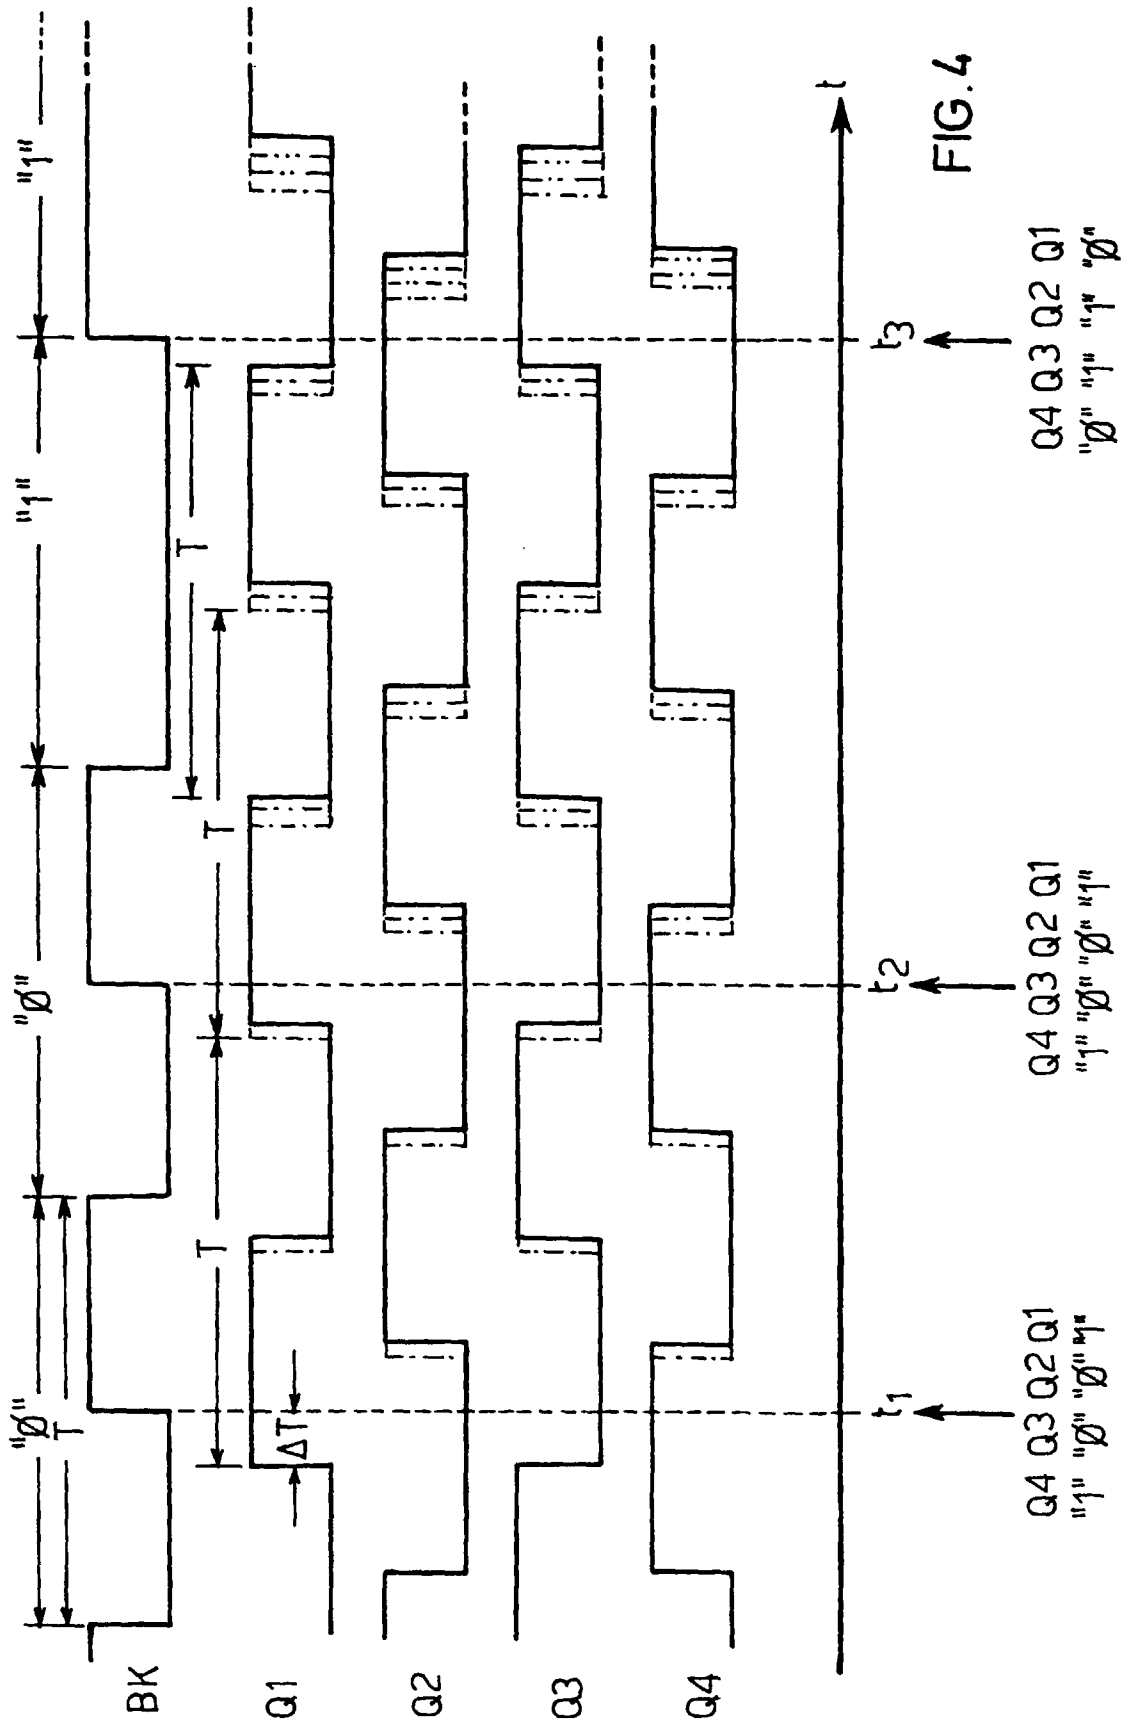 "Ø" "Ø" "1" "1"
T
BK
T
T
T
Q1
ΔT
Q2
Q3
Q4
t
t1
t2
t3
Q4 Q3 Q2 Q1
"1" "Ø" "Ø" "1"
Q4 Q3 Q2 Q1
"1" "Ø" "Ø" "1"
Q4 Q3 Q2 Q1
"Ø" "1" "1" "Ø"
FIG. 4